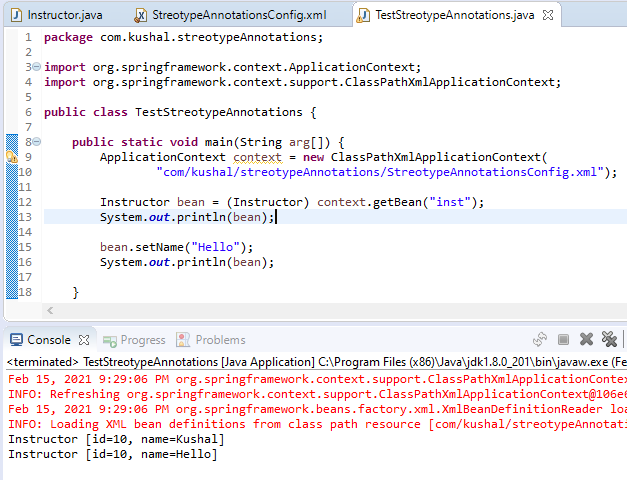 Instructor.java StreotypeAnnotationsConfig.xml TestStreotypeAnnotations.java
1 package com.kushal.streotypeAnnotations;
2
3 import org.springframework.context.ApplicationContext;
4 import org.springframework.context.support.ClassPathXmlApplicationContext;
5
6 public class TestStreotypeAnnotations {
7
8 public static void main(String arg[]) {
9 ApplicationContext context = new ClassPathXmlApplicationContext(
10 "com/kushal/streotypeAnnotations/StreotypeAnnotationsConfig.xml");
11
12 Instructor bean = (Instructor) context.getBean("inst");
13 System.out.println(bean);
14
15 bean.setName("Hello");
16 System.out.println(bean);
17
18 }
Console Progress Problems
<terminated> TestStreotypeAnnotations [Java Application] C:\Program Files (x86)\Java\jdk1.8.0_201\bin\javaw.exe (Fe
Feb 15, 2021 9:29:06 PM org.springframework.context.support.ClassPathXmlApplicationConte
INFO: Refreshing org.springframework.context.support.ClassPathXmlApplicationContext@106e6
Feb 15, 2021 9:29:06 PM org.springframework.beans.factory.xml.XmlBeanDefinitionReader loa
INFO: Loading XML bean definitions from class path resource [com/kushal/streotypeAnnotati
Instructor [id=10, name=Kushal]
Instructor [id=10, name=Hello]